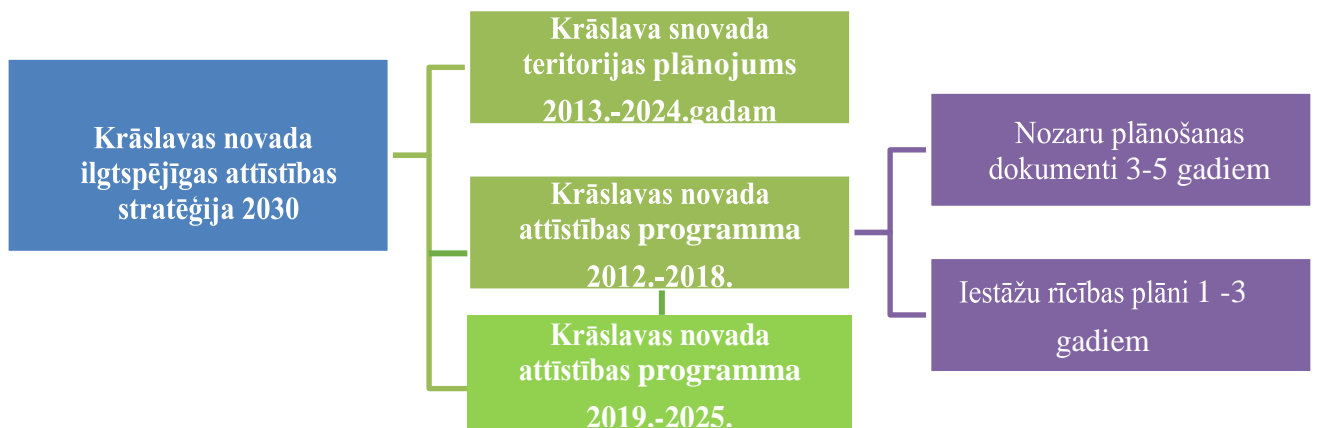 Krāslavas novada
ilgtspējīgas attīstības
stratēģija 2030
Krāslava snovada
teritorijas plānojums
2013.-2024.gadam
Krāslavas novada
attīstības programma
2012.-2018.
Krāslavas novada
attīstības programma
2019.-2025.
Nozaru plānošanas
dokumenti 3-5 gadiem
Iestāžu rīcības plāni 1 -3
gadiem